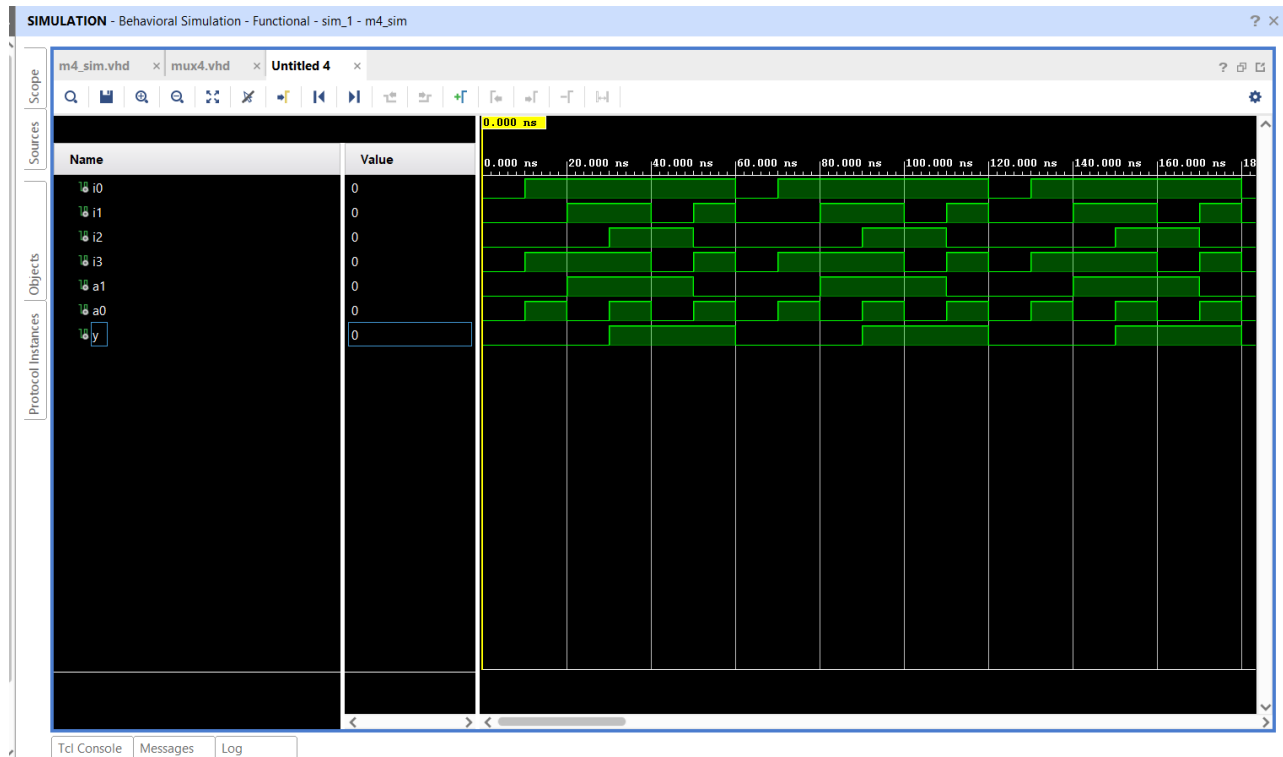 SIMULATION - Behavioral Simulation - Functional - sim_1 - m4_sim
m4_sim.vhd
mux4.vhd
Untitled 4
Scope
Sources
Objects
Protocol Instances
Name
Value
0.000 ns
0.000 ns 20.000 ns 40.000 ns 60.000 ns 80.000 ns 100.000 ns 120.000 ns 140.000 ns 160.000 ns 18
i0 0
i1 0
i2 0
i3 0
a1 0
a0 0
y 0
Tcl Console
Messages
Log